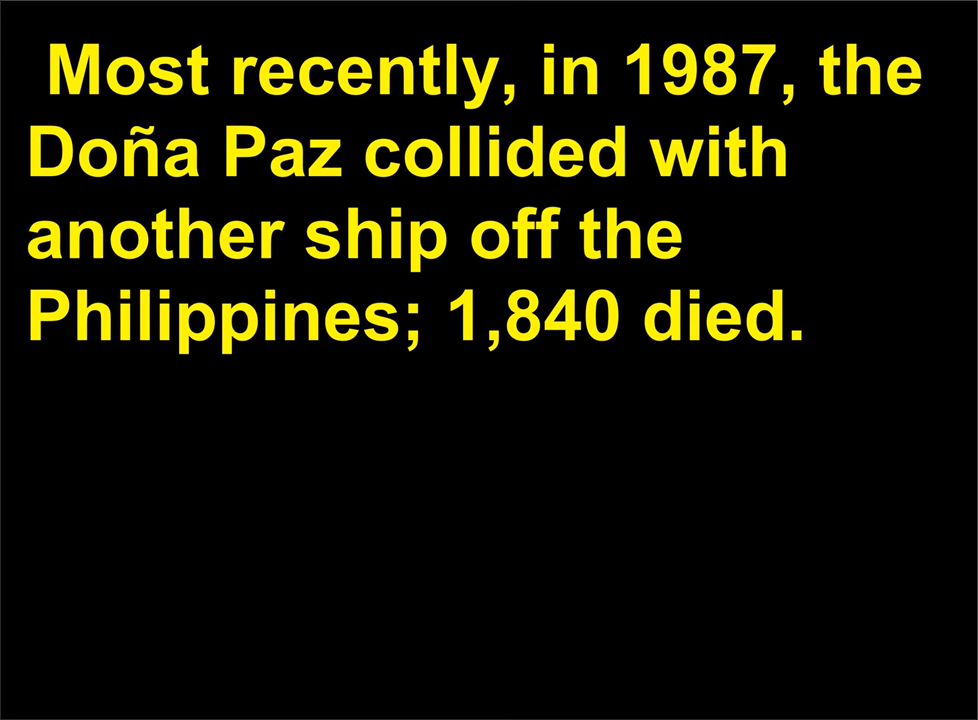 Most recently, in 1987, the
Doña Paz collided with
another ship off the
Philippines; 1,840 died.